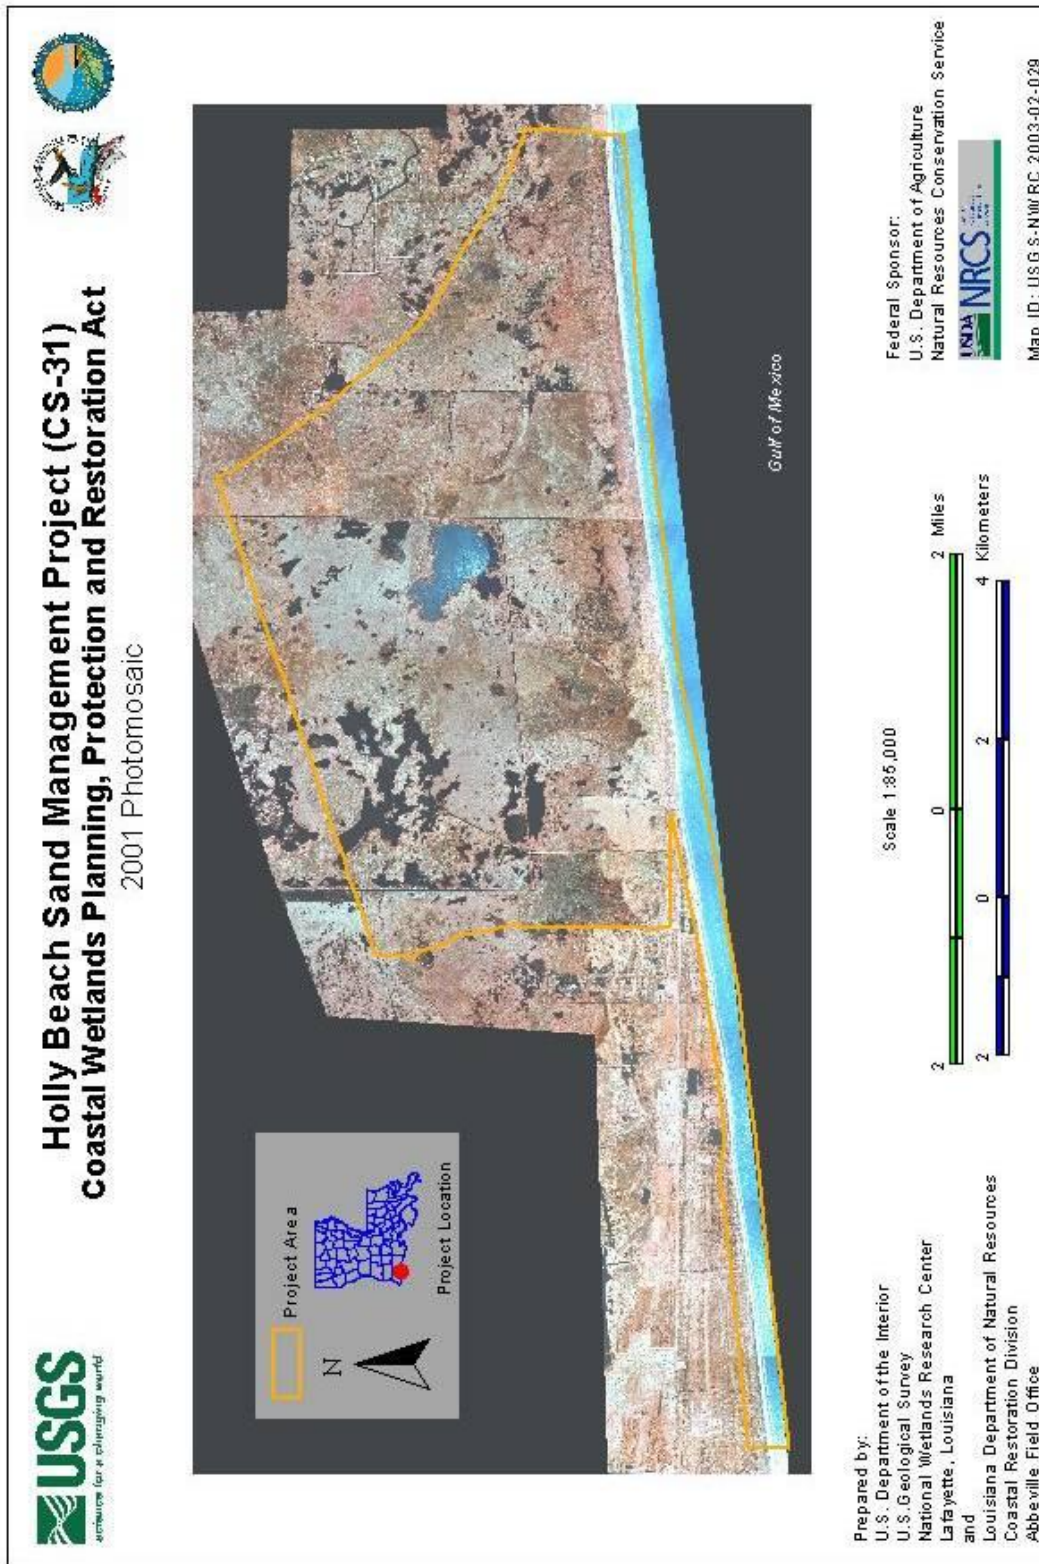 USGS
science for a changing world
Holly Beach Sand Management Project (CS-31)
Coastal Wetlands Planning, Protection and Restoration Act
2001 Photomosaic
Project Area
N
Project Location
Gulf of Mexico
Prepared by:
U.S. Department of the Interior
U.S. Geological Survey
National Wetlands Research Center
Lafayette, Louisiana
and
Louisiana Department of Natural Resources
Coastal Restoration Division
Abbeville Field Office
Scale 1:85,000
2 0 2 Miles
2 0 2 4 Kilometers
Federal Sponsor:
U.S. Department of Agriculture
Natural Resources Conservation Service
USDA NRCS
Map ID: USGS-NWRC 2003-02-029